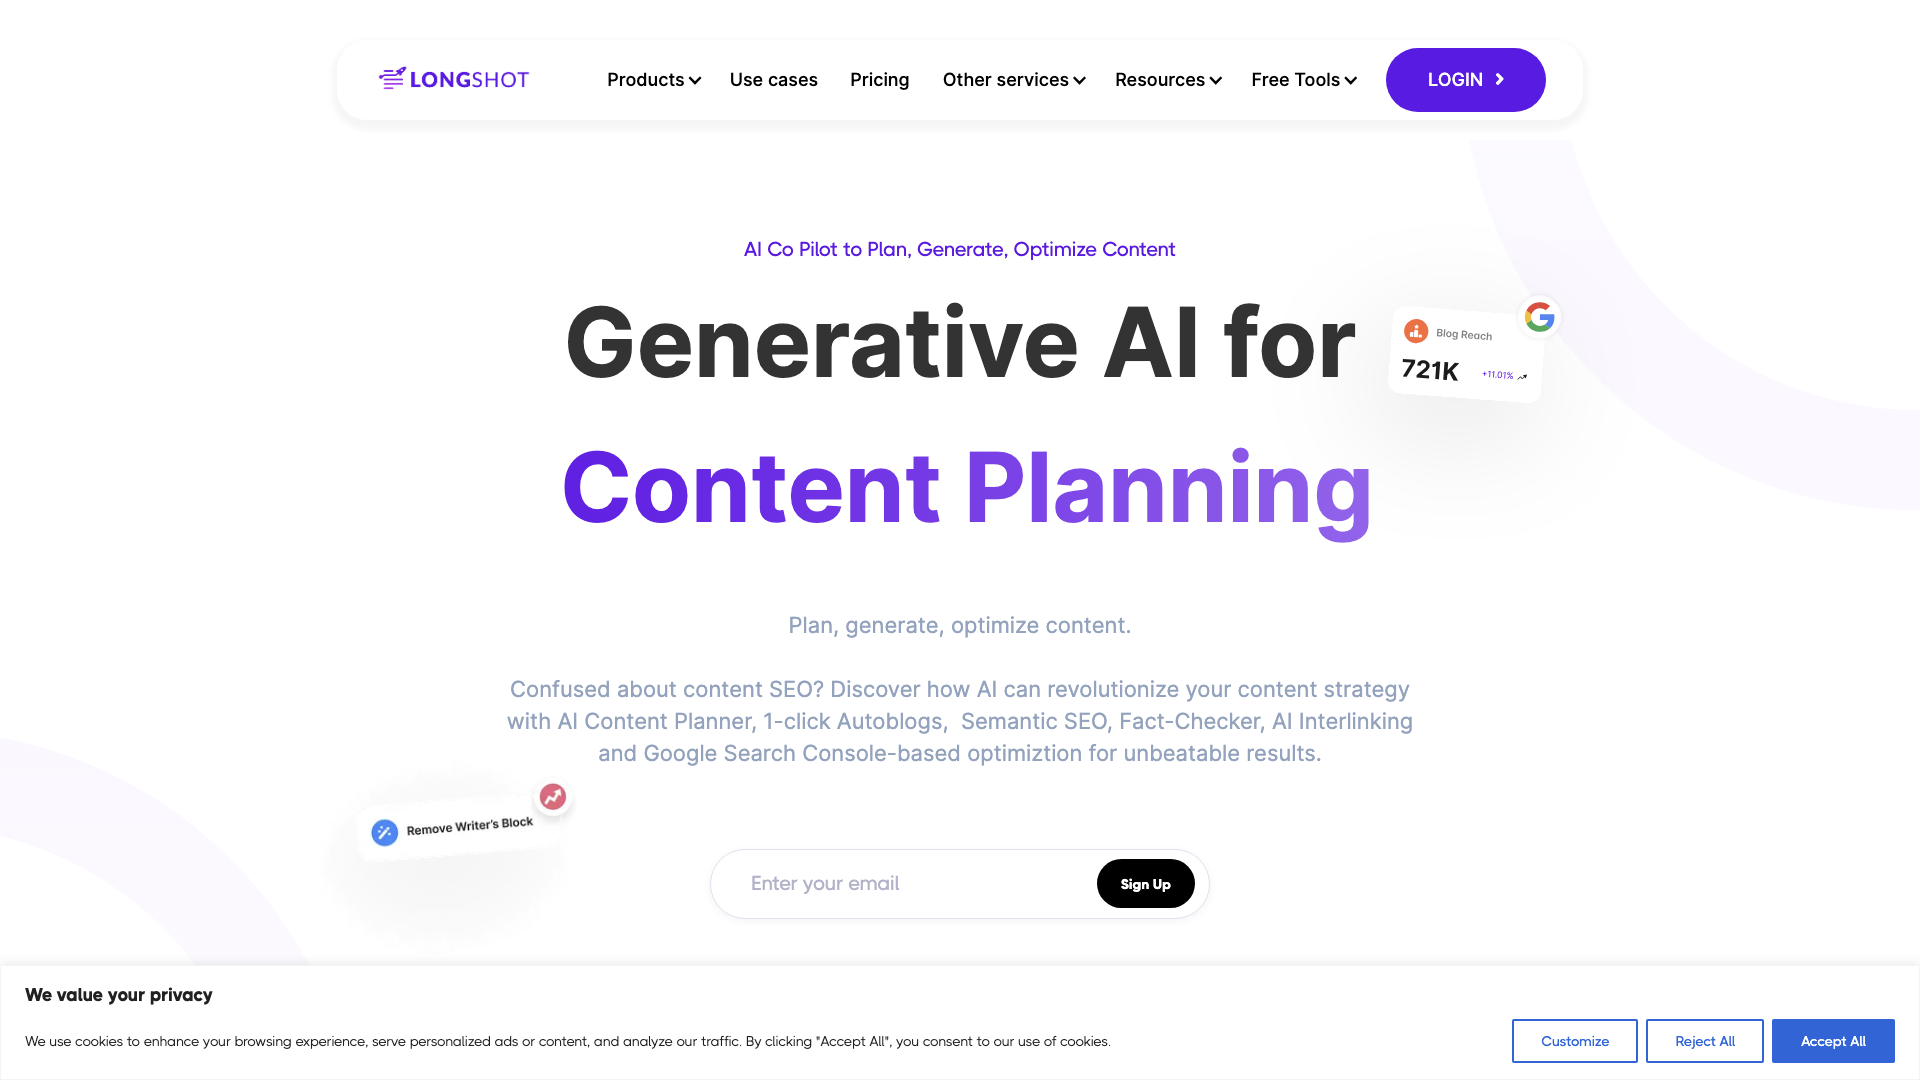 LONGSHOT Products Use cases Pricing Other services Resources Free Tools LOGIN
AI Co Pilot to Plan, Generate, Optimize Content
Generative AI for
Blog Reach
721K +11.01%
Content Planning
Plan, generate, optimize content.
Confused about content SEO? Discover how AI can revolutionize your content strategy
with AI Content Planner, 1-click Autoblogs, Semantic SEO, Fact-Checker, AI Interlinking
and Google Search Console-based optimiztion for unbeatable results.
Remove Writer's Block
Enter your email Sign Up
We value your privacy
We use cookies to enhance your browsing experience, serve personalized ads or content, and analyze our traffic. By clicking "Accept All", you consent to our use of cookies.
Customize Reject All Accept All